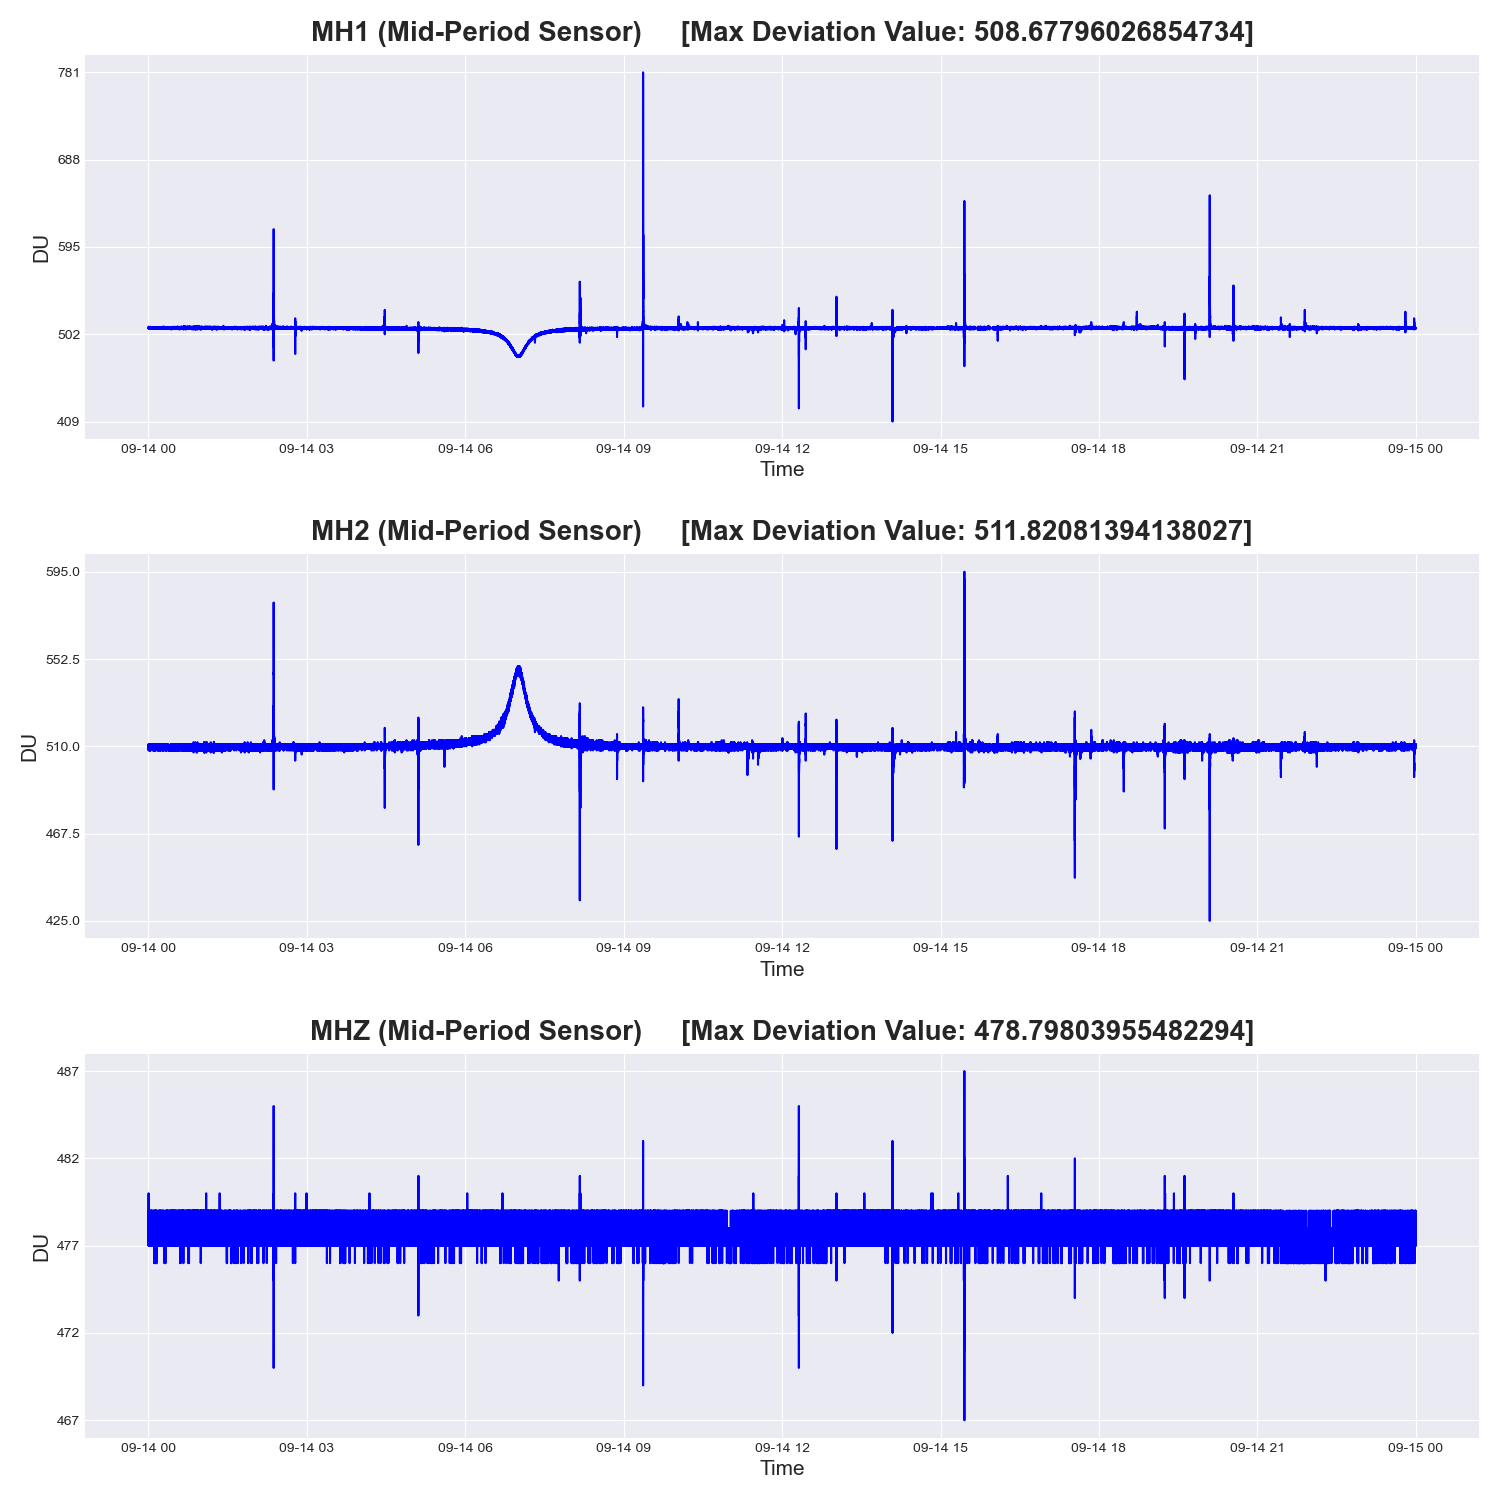 MH1 (Mid-Period Sensor) [Max Deviation Value: 508.67796026854734]
781
688
595
502
409
DU
09-14 00 09-14 03 09-14 06 09-14 09 09-14 12 09-14 15 09-14 18 09-14 21 09-15 00
Time
MH2 (Mid-Period Sensor) [Max Deviation Value: 511.82081394138027]
595.0
552.5
510.0
467.5
425.0
DU
09-14 00 09-14 03 09-14 06 09-14 09 09-14 12 09-14 15 09-14 18 09-14 21 09-15 00
Time
MHZ (Mid-Period Sensor) [Max Deviation Value: 478.79803955482294]
487
482
477
472
467
DU
09-14 00 09-14 03 09-14 06 09-14 09 09-14 12 09-14 15 09-14 18 09-14 21 09-15 00
Time